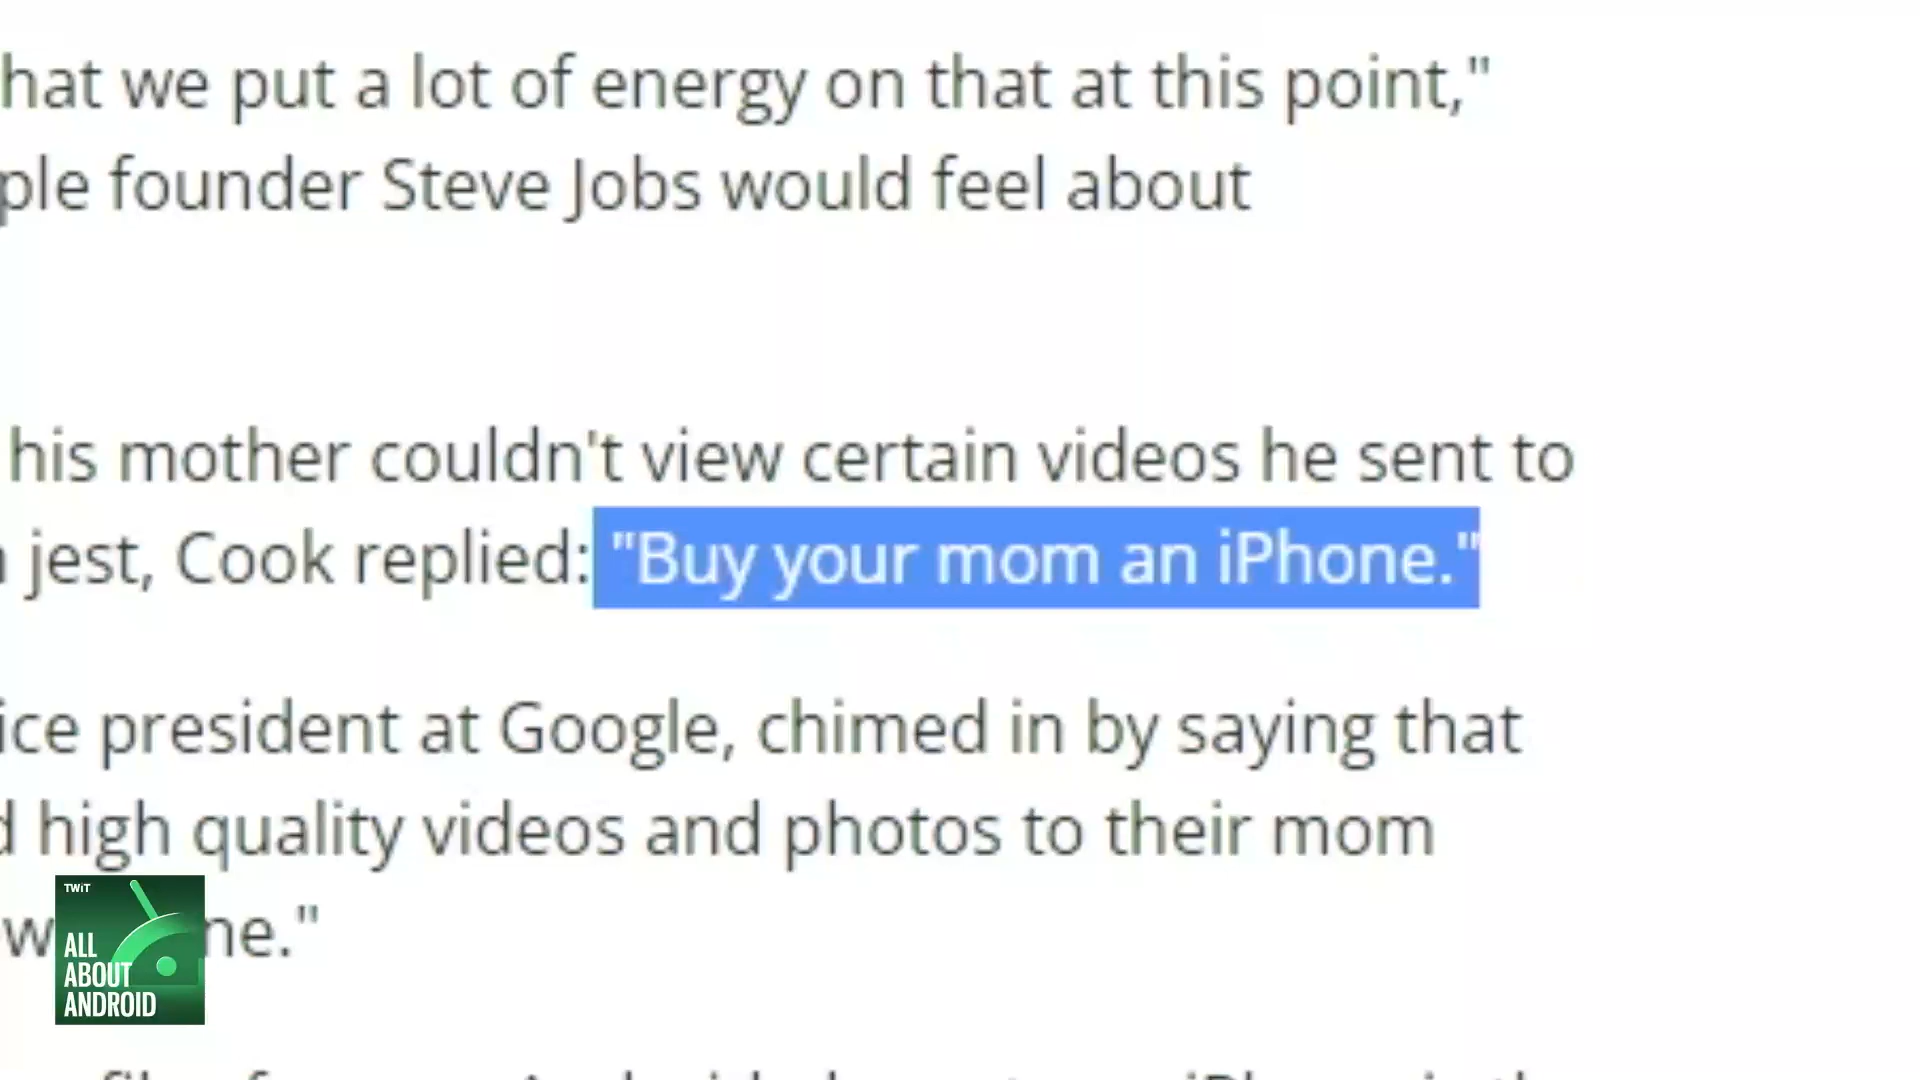 hat we put a lot of energy on that at this point,"
ple founder Steve Jobs would feel about
his mother couldn't view certain videos he sent to
jest, Cook replied: "Buy your mom an iPhone."
ice president at Google, chimed in by saying that
d high quality videos and photos to their mom
ne."
TWiT
ALL
ABOUT
ANDROID